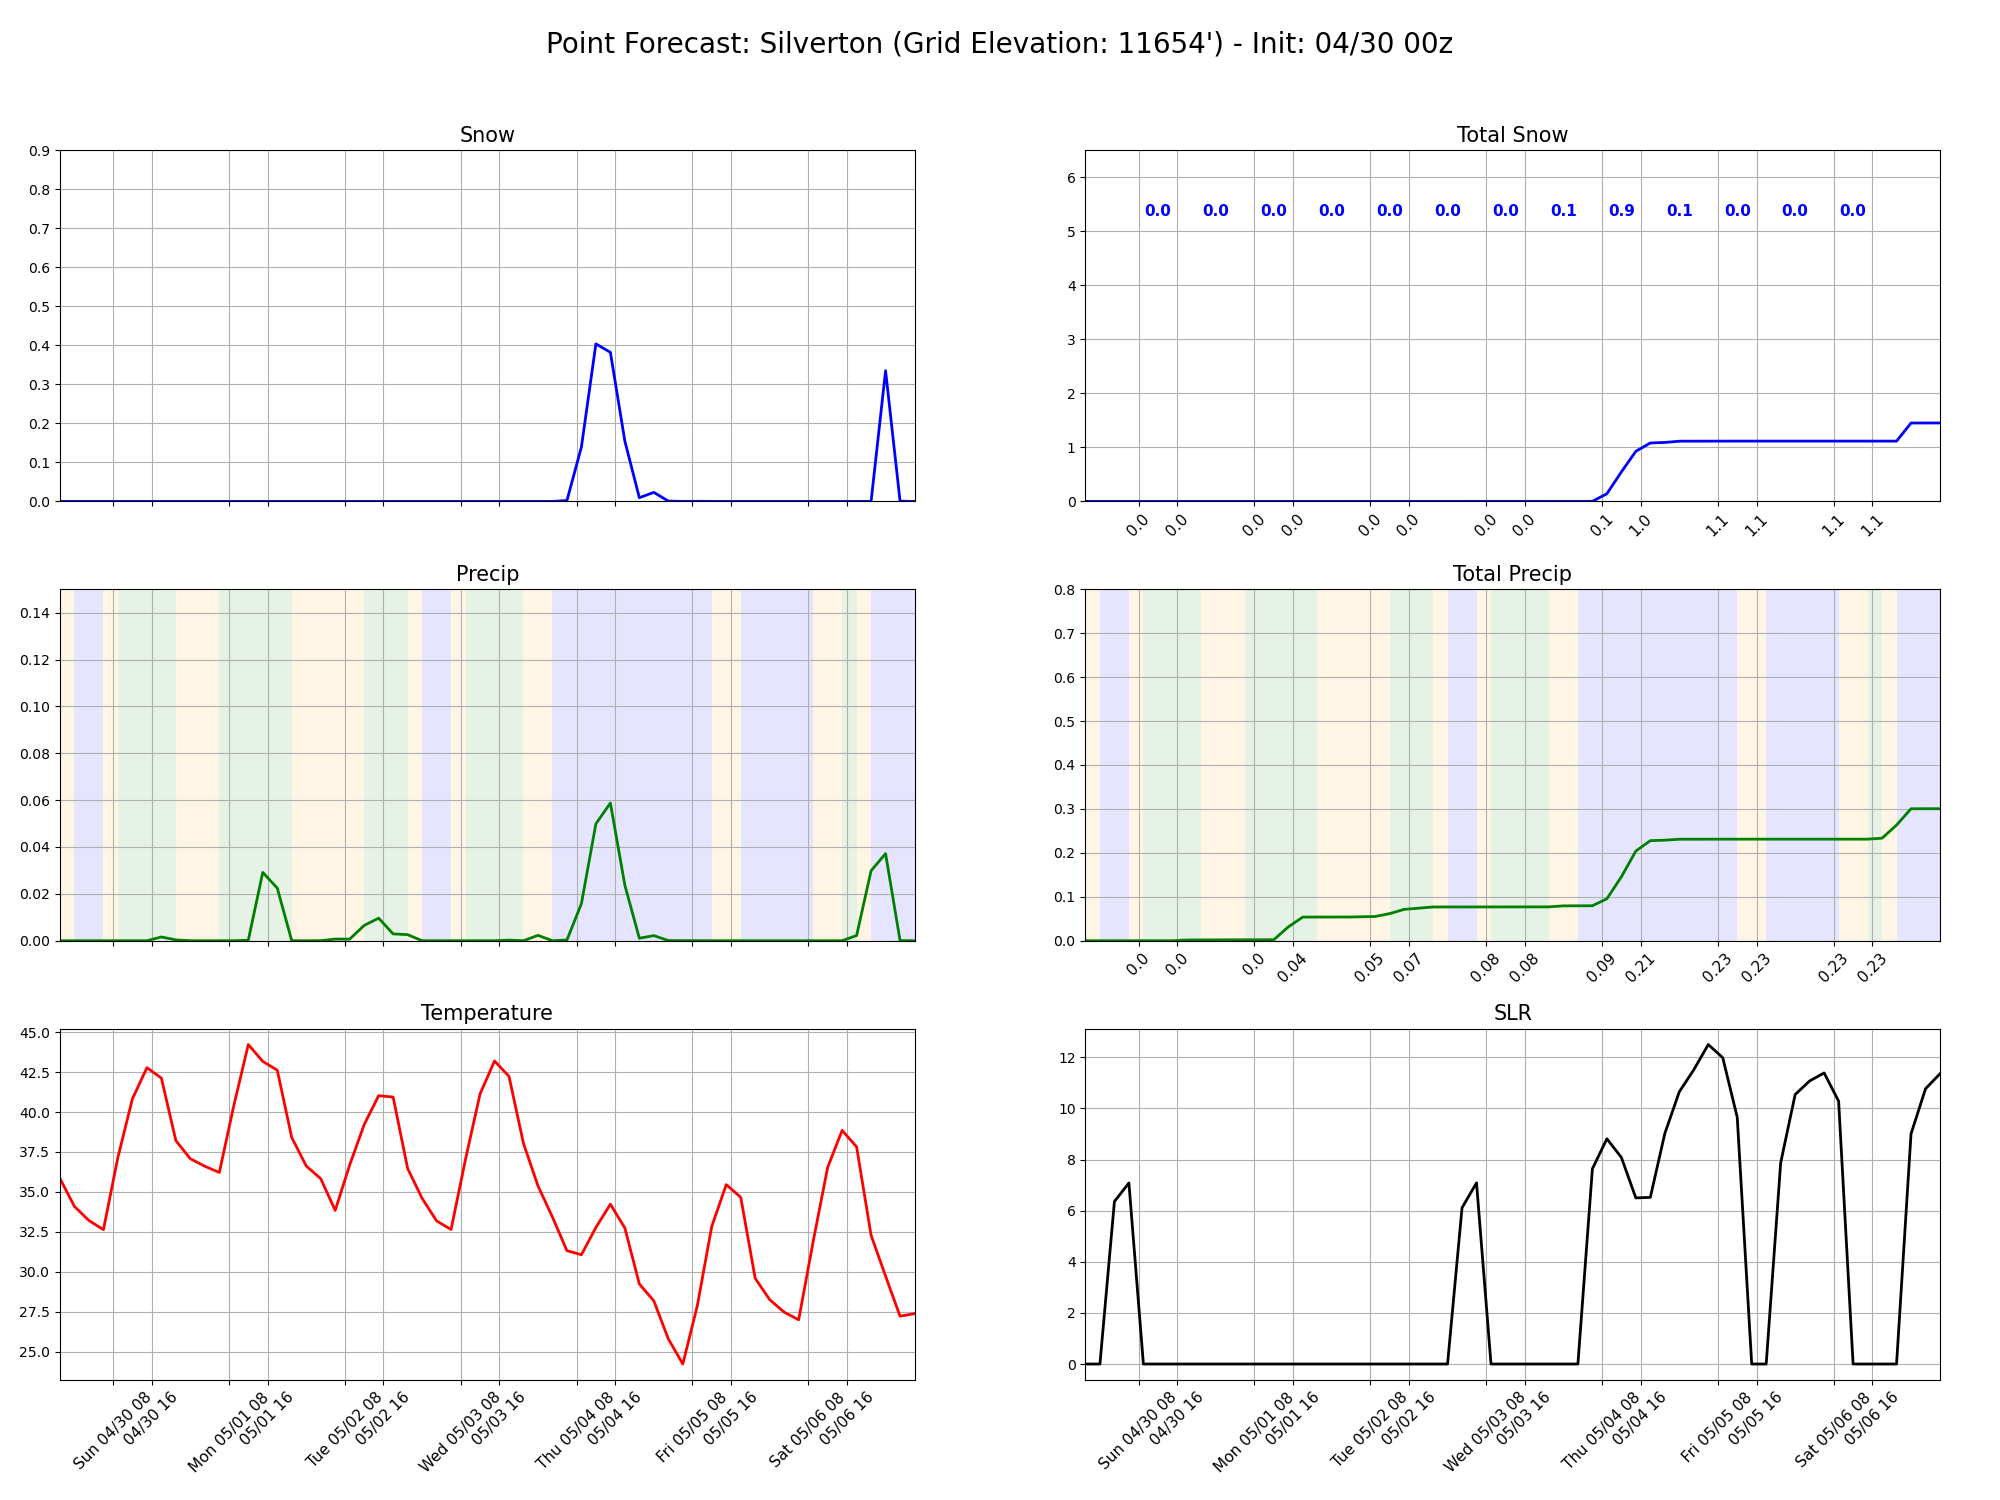 Point Forecast: Silverton (Grid Elevation: 11654') - Init: 04/30 00z
Snow
0.9
0.8
0.7
0.6
0.5
0.4
0.3
0.2
0.1
0.0
Total Snow
6
5
4
3
2
1
0
0.0 0.0 0.0 0.0 0.0 0.0 0.0 0.1 0.9 0.1 0.0 0.0 0.0
0.0 0.0 0.0 0.0 0.0 0.0 0.0 0.0 0.1 1.0 1.1 1.1 1.1 1.1
Precip
0.14
0.12
0.10
0.08
0.06
0.04
0.02
0.00
Total Precip
0.8
0.7
0.6
0.5
0.4
0.3
0.2
0.1
0.0
0.0 0.0 0.0 0.04 0.05 0.07 0.08 0.08 0.09 0.21 0.23 0.23 0.23 0.23
Temperature
45.0
42.5
40.0
37.5
35.0
32.5
30.0
27.5
25.0
Sun 04/30 08
04/30 16
Mon 05/01 08
05/01 16
Tue 05/02 08
05/02 16
Wed 05/03 08
05/03 16
Thu 05/04 08
05/04 16
Fri 05/05 08
05/05 16
Sat 05/06 08
05/06 16
SLR
12
10
8
6
4
2
0
Sun 04/30 08
04/30 16
Mon 05/01 08
05/01 16
Tue 05/02 08
05/02 16
Wed 05/03 08
05/03 16
Thu 05/04 08
05/04 16
Fri 05/05 08
05/05 16
Sat 05/06 08
05/06 16